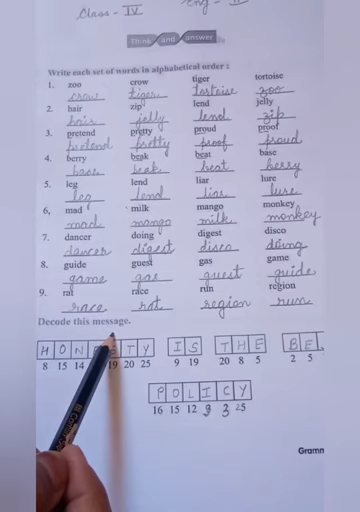 Class - IV Eng - II
Think and answer
Write each set of words in alphabetical order :
1. zoo crow tiger tortoise
crow tiger tortoise zoo
2. hair zip lend jelly
hair jelly lend zip
3. pretend pretty proud proof
pretend pretty proof proud
4. berry beak beat base
base beak beat berry
5. leg lend liar lure
leg lend liar lure
6, mad milk mango monkey
mad mango milk monkey
7. dancer doing digest disco
dancer digest disco doing
8. guide guest gas game
game gas guest guide
9. rat race ruin region
race rat region ruin
Decode this message.
H O N T Y I S T H E B E
8 15 14 19 20 25 9 19 20 8 5 2 5
P O L I C Y
16 15 12 9 3 25
Gramm